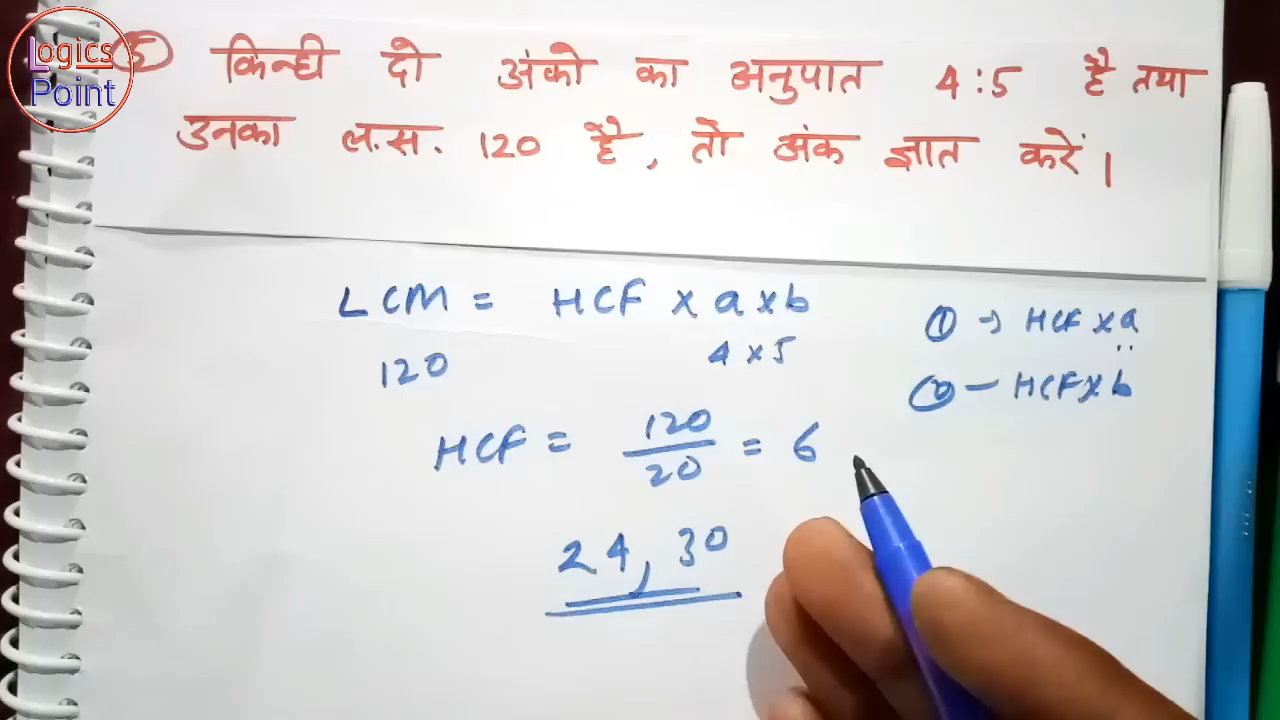 Logics
Point
⑤ किन्ही दो अंको का अनुपात 4:5 है तथा
उनका ल.स. 120 है, तो अंक ज्ञात करें।
LCM = HCF × a × b
120 4 × 5
① → HCF × a
② — HCF × b
HCF = 120/20 = 6
24, 30